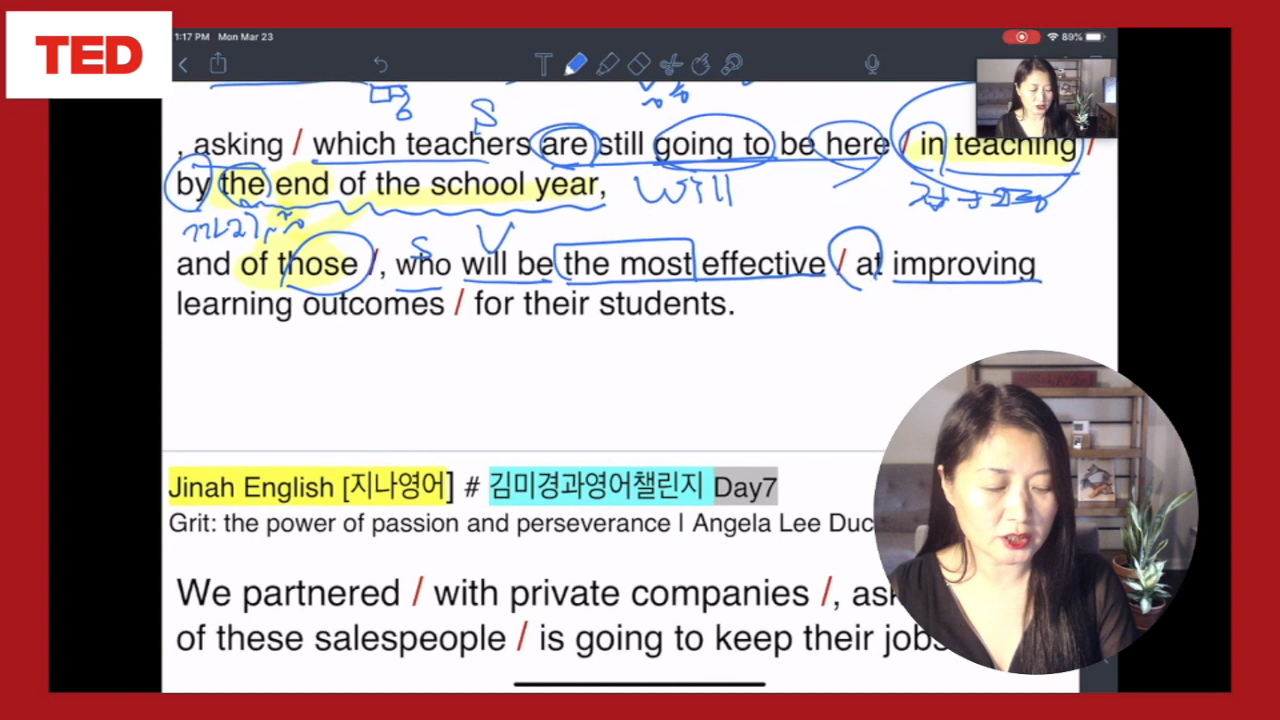 TED
1:17 PM Mon Mar 23
89%
T
S
, asking / which teachers are still going to be here / in teaching /
by the end of the school year,
will
S V
and of those /, who will be the most effective / at improving
learning outcomes / for their students.
Jinah English [지나영어] # 김미경과영어챌린지 Day7
Grit: the power of passion and perseverance I Angela Lee Duc
We partnered / with private companies /, ask
of these salespeople / is going to keep their jobs